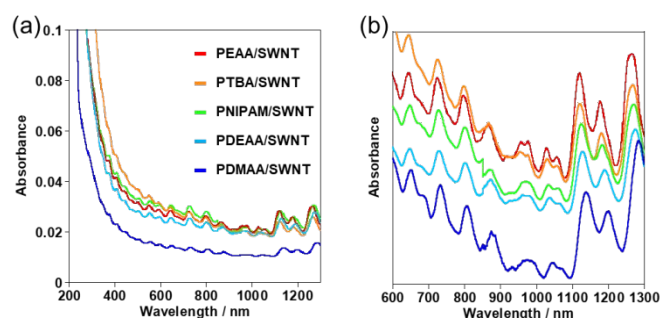 (a)
0.1
0.08
0.06
0.04
0.02
0
Absorbance
200 400 600 800 1000 1200
Wavelength / nm
PEAA/SWNT
PTBA/SWNT
PNIPAM/SWNT
PDEAA/SWNT
PDMAA/SWNT
(b)
Absorbance
600 700 800 900 1000 1100 1200 1300
Wavelength / nm